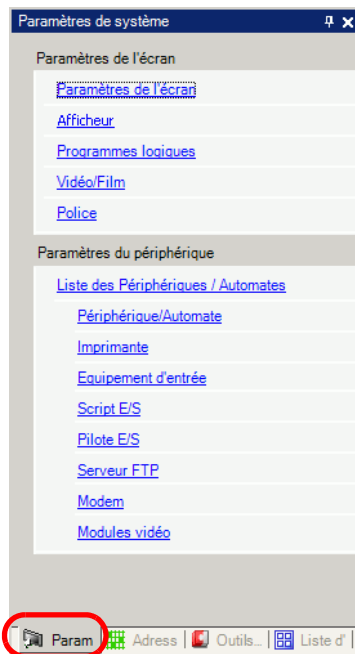 Paramètres de système
Paramètres de l'écran
Paramètres de l'écran
Afficheur
Programmes logiques
Vidéo/Film
Police
Paramètres du périphérique
Liste des Périphériques / Automates
Périphérique/Automate
Imprimante
Equipement d'entrée
Script E/S
Pilote E/S
Serveur FTP
Modem
Modules vidéo
Param Adress Outils... Liste d'